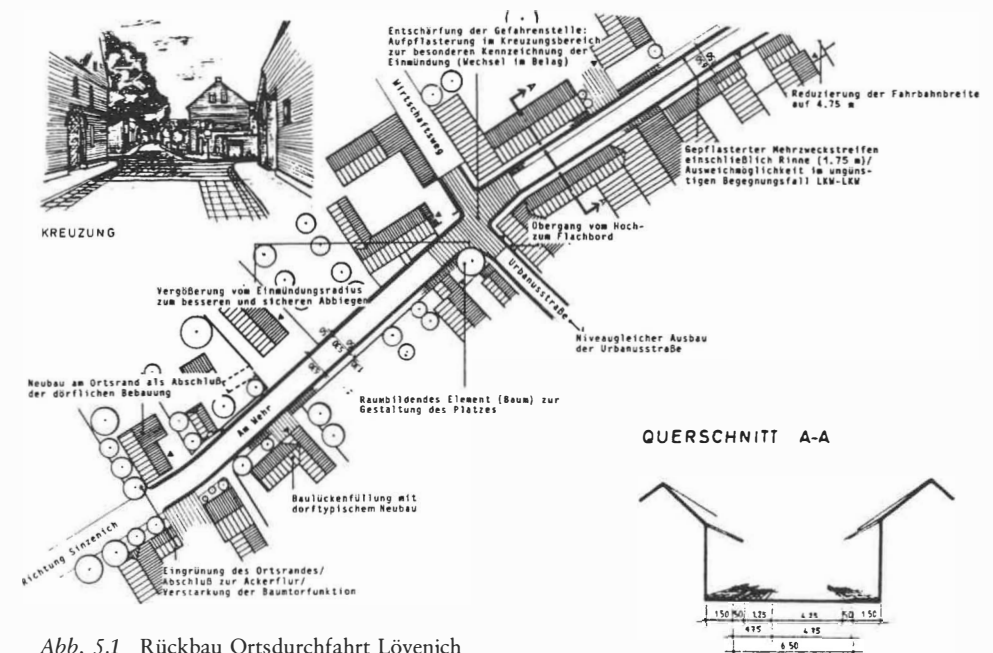 ( . )
Entschärfung der Gefahrenstelle:
Aufpflasterung im Kreuzungsbereich
zur besonderen Kennzeichnung der
Einmündung (Wechsel im Belag)
Wirtschaftsweg
A
Reduzierung der Fahrbahnbreite
auf 4.75 m
Gepflasterter Mehrzweckstreifen
einschließlich Rinne (1.75 m)/
Ausweichmöglichkeit im ungüns-
tigen Begegnungsfall LKW-LKW
A
KREUZUNG
Obergang vom Hoch-
zum Flachbord
Urbanusstraße
Vergößerung vom Einmündungsradius
zum besseren und sicheren Abbiegen
Niveaugleicher Ausbau
der Urbanusstraße
Neubau am Ortsrand als Abschluß
der dörflichen Bebauung
Raumbildendes Element (Baum) zur
Gestaltung des Platzes
Am Wehr
QUERSCHNITT A-A
Baulückenfüllung mit
dorftypischem Neubau
Richtung Sinzenich
Eingrünung des Ortsrandes/
Abschluß zur Ackerflur/
Verstarkung der Baumtorfunktion
1 50 50 1,25 50 1 50
4.75 4.75
6 50
Abb. 5.1 Rückbau Ortsdurchfahrt Lövenich